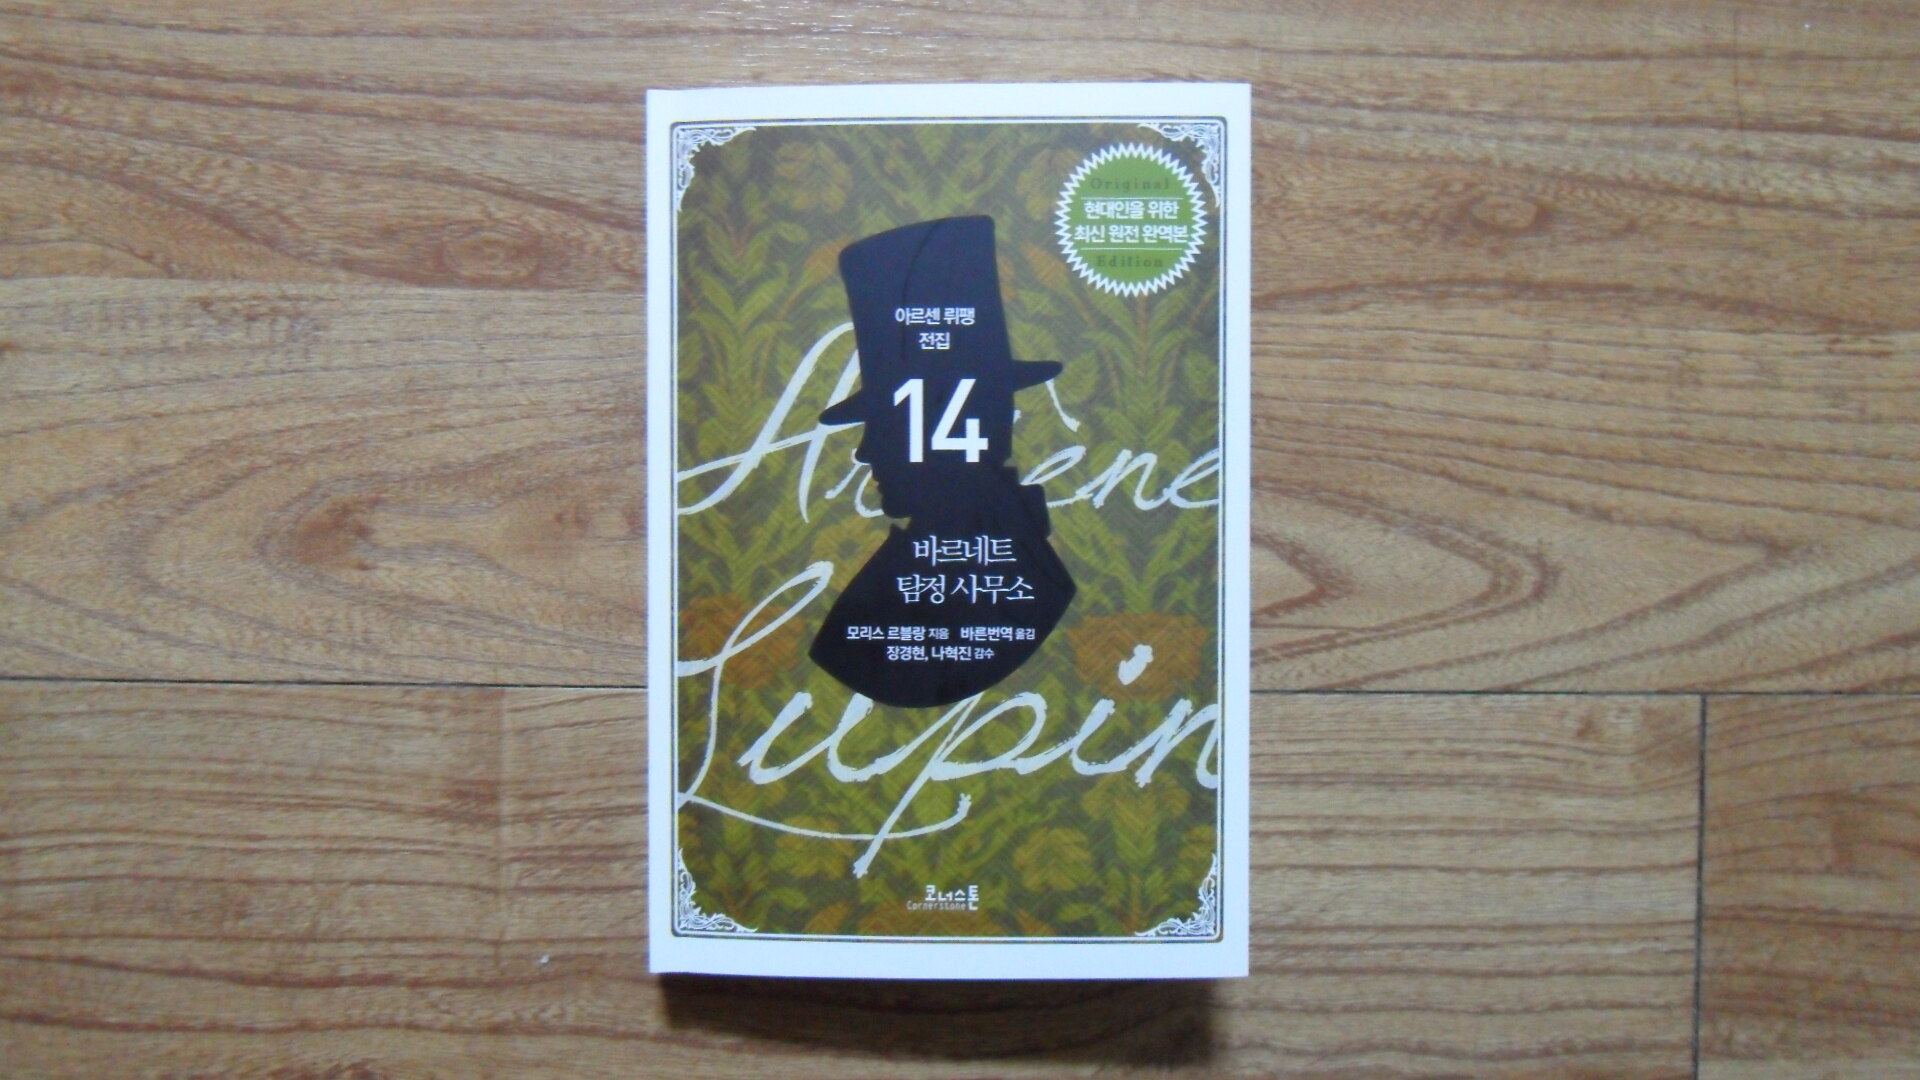 Original
현대인을 위한
최신 원전 완역본
Edition
아르센 뤼팽
전집
14
Arsène
Lupin
바르네트
탐정 사무소
모리스 르블랑 지음 바른번역 옮김
장경현, 나혁진 감수
코너스톤
Cornerstone